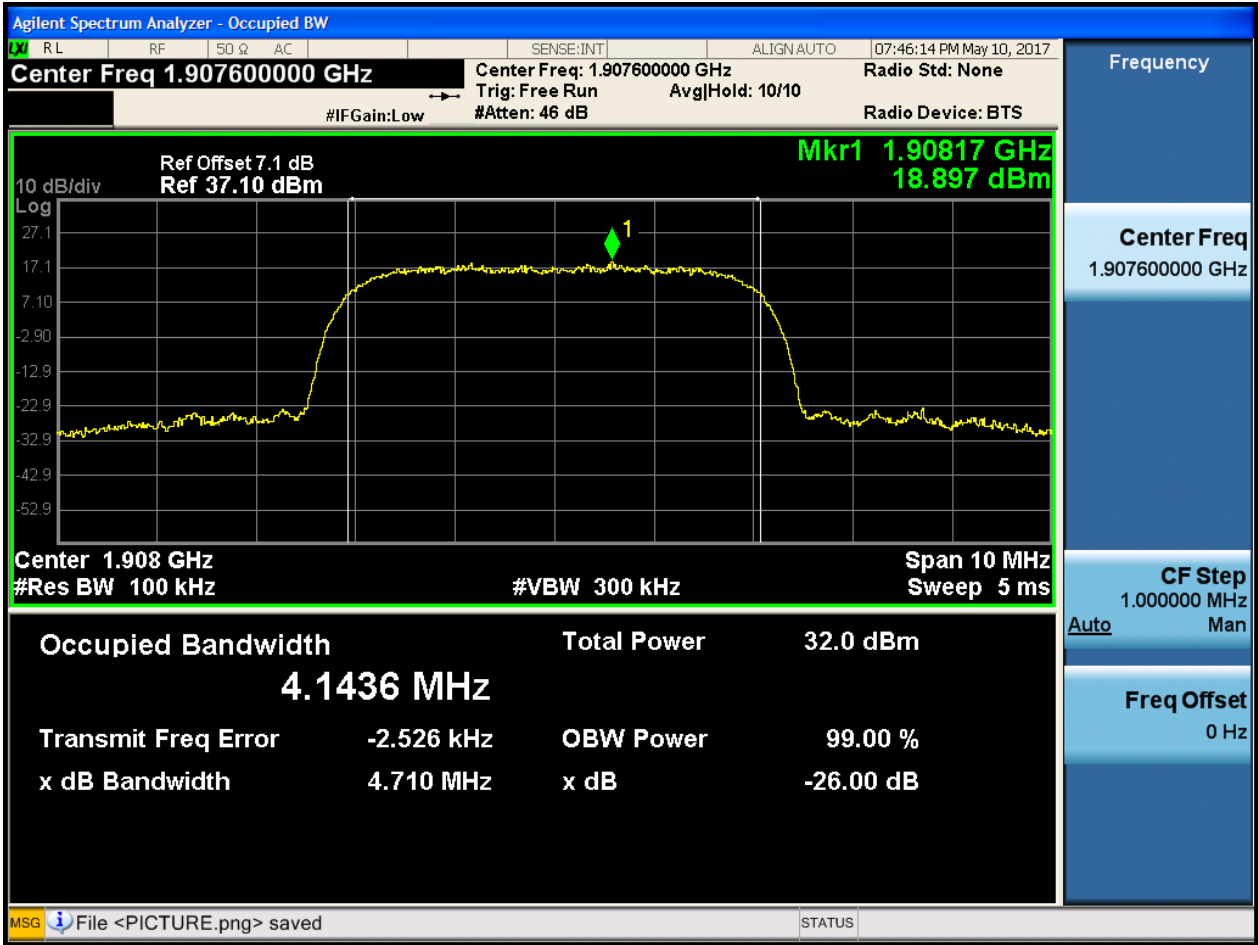 Agilent Spectrum Analyzer - Occupied BW
LXI RL RF 50 Ω AC SENSE:INT ALIGN AUTO 07:46:14 PM May 10, 2017
Center Freq 1.907600000 GHz
Center Freq: 1.907600000 GHz Radio Std: None
Trig: Free Run Avg|Hold: 10/10
#IFGain:Low #Atten: 46 dB Radio Device: BTS
Mkr1 1.90817 GHz
18.897 dBm
Ref Offset 7.1 dB
10 dB/div Ref 37.10 dBm
Log
27.1
17.1
7.10
-2.90
-12.9
-22.9
-32.9
-42.9
-52.9
1
Center 1.908 GHz Span 10 MHz
#Res BW 100 kHz #VBW 300 kHz Sweep 5 ms
Occupied Bandwidth Total Power 32.0 dBm
4.1436 MHz
Transmit Freq Error -2.526 kHz OBW Power 99.00 %
x dB Bandwidth 4.710 MHz x dB -26.00 dB
Frequency
Center Freq
1.907600000 GHz
CF Step
1.000000 MHz
Auto Man
Freq Offset
0 Hz
MSG File <PICTURE.png> saved STATUS